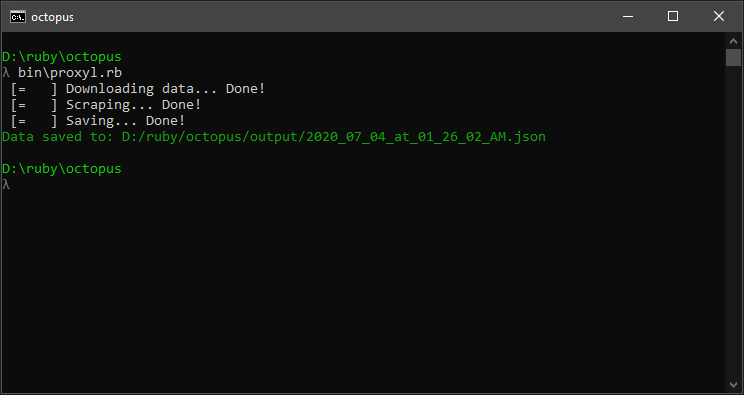 octopus
D:\ruby\octopus
λ bin\proxyl.rb
[=   ] Downloading data... Done!
[=   ] Scraping... Done!
[=   ] Saving... Done!
Data saved to: D:/ruby/octopus/output/2020_07_04_at_01_26_02_AM.json
D:\ruby\octopus
λ